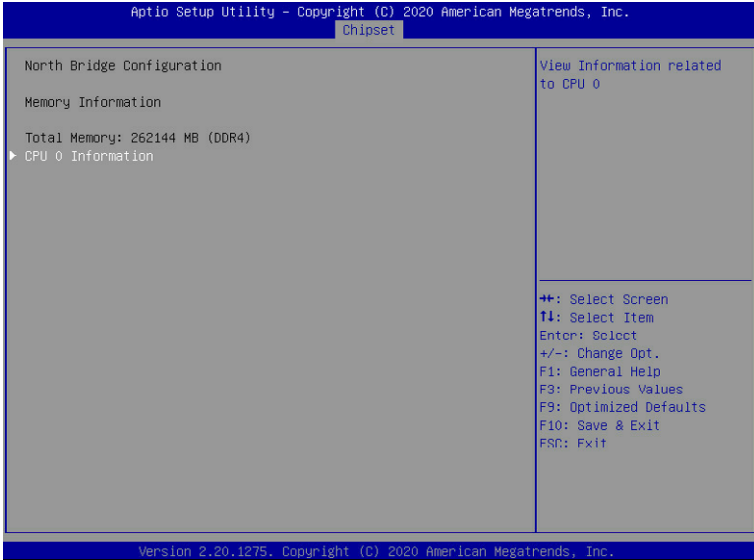 Aptio Setup Utility – Copyright (C) 2020 American Megatrends, Inc.
Chipset
North Bridge Configuration
Memory Information
Total Memory: 262144 MB (DDR4)
CPU 0 Information
View Information related
to CPU 0
→←: Select Screen
↑↓: Select Item
Enter: Select
+/-: Change Opt.
F1: General Help
F3: Previous Values
F9: Optimized Defaults
F10: Save & Exit
ESC: Exit
Version 2.20.1275. Copyright (C) 2020 American Megatrends, Inc.